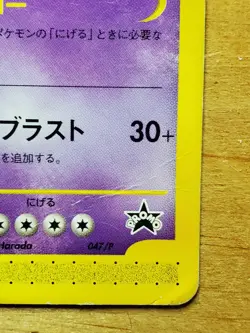 ポケモンの「にげる」ときに必要な
ブラスト 30+
を追加する。
にげる
Harada 047/P
PROMO